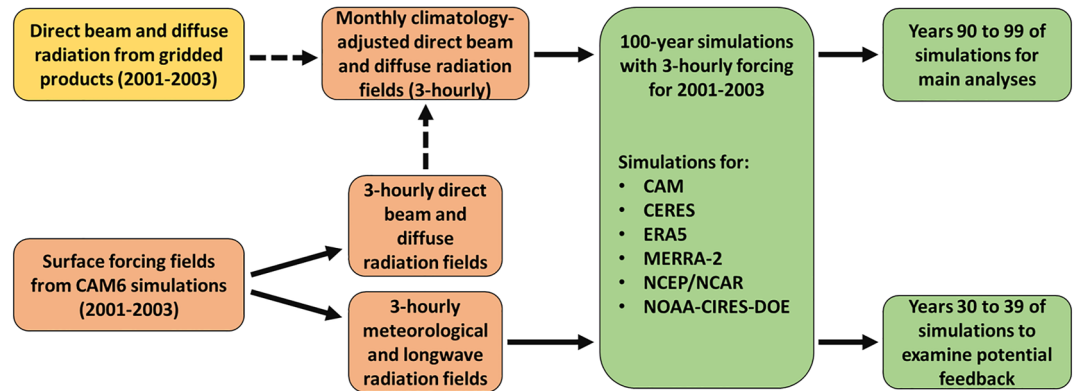 Direct beam and diffuse
radiation from gridded
products (2001-2003)
Monthly climatology-
adjusted direct beam
and diffuse radiation
fields (3-hourly)
100-year simulations
with 3-hourly forcing
for 2001-2003
Years 90 to 99 of
simulations for
main analyses
Simulations for:
• CAM
• CERES
• ERA5
• MERRA-2
• NCEP/NCAR
• NOAA-CIRES-DOE
3-hourly direct
beam and
diffuse
radiation fields
Surface forcing fields
from CAM6 simulations
(2001-2003)
3-hourly
meteorological
and longwave
radiation fields
Years 30 to 39 of
simulations to
examine potential
feedback